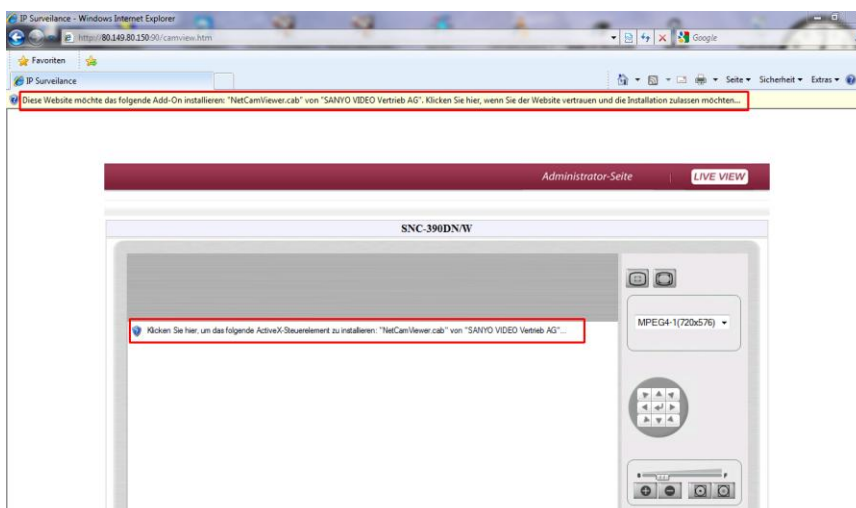 IP Surveilance - Windows Internet Explorer
http://80.149.80.150:90/camview.htm
Google
Favoriten
IP Surveilance
Seite Sicherheit Extras
Diese Website möchte das folgende Add-On installieren: "NetCamViewer.cab" von "SANYO VIDEO Vertrieb AG". Klicken Sie hier, wenn Sie der Website vertrauen und die Installation zulassen möchten...
Administrator-Seite | LIVE VIEW
SNC-390DN/W
Klicken Sie hier, um das folgende ActiveX-Steuerelement zu installieren: "NetCamViewer.cab" von "SANYO VIDEO Vertrieb AG"...
MPEG4-1(720x576)